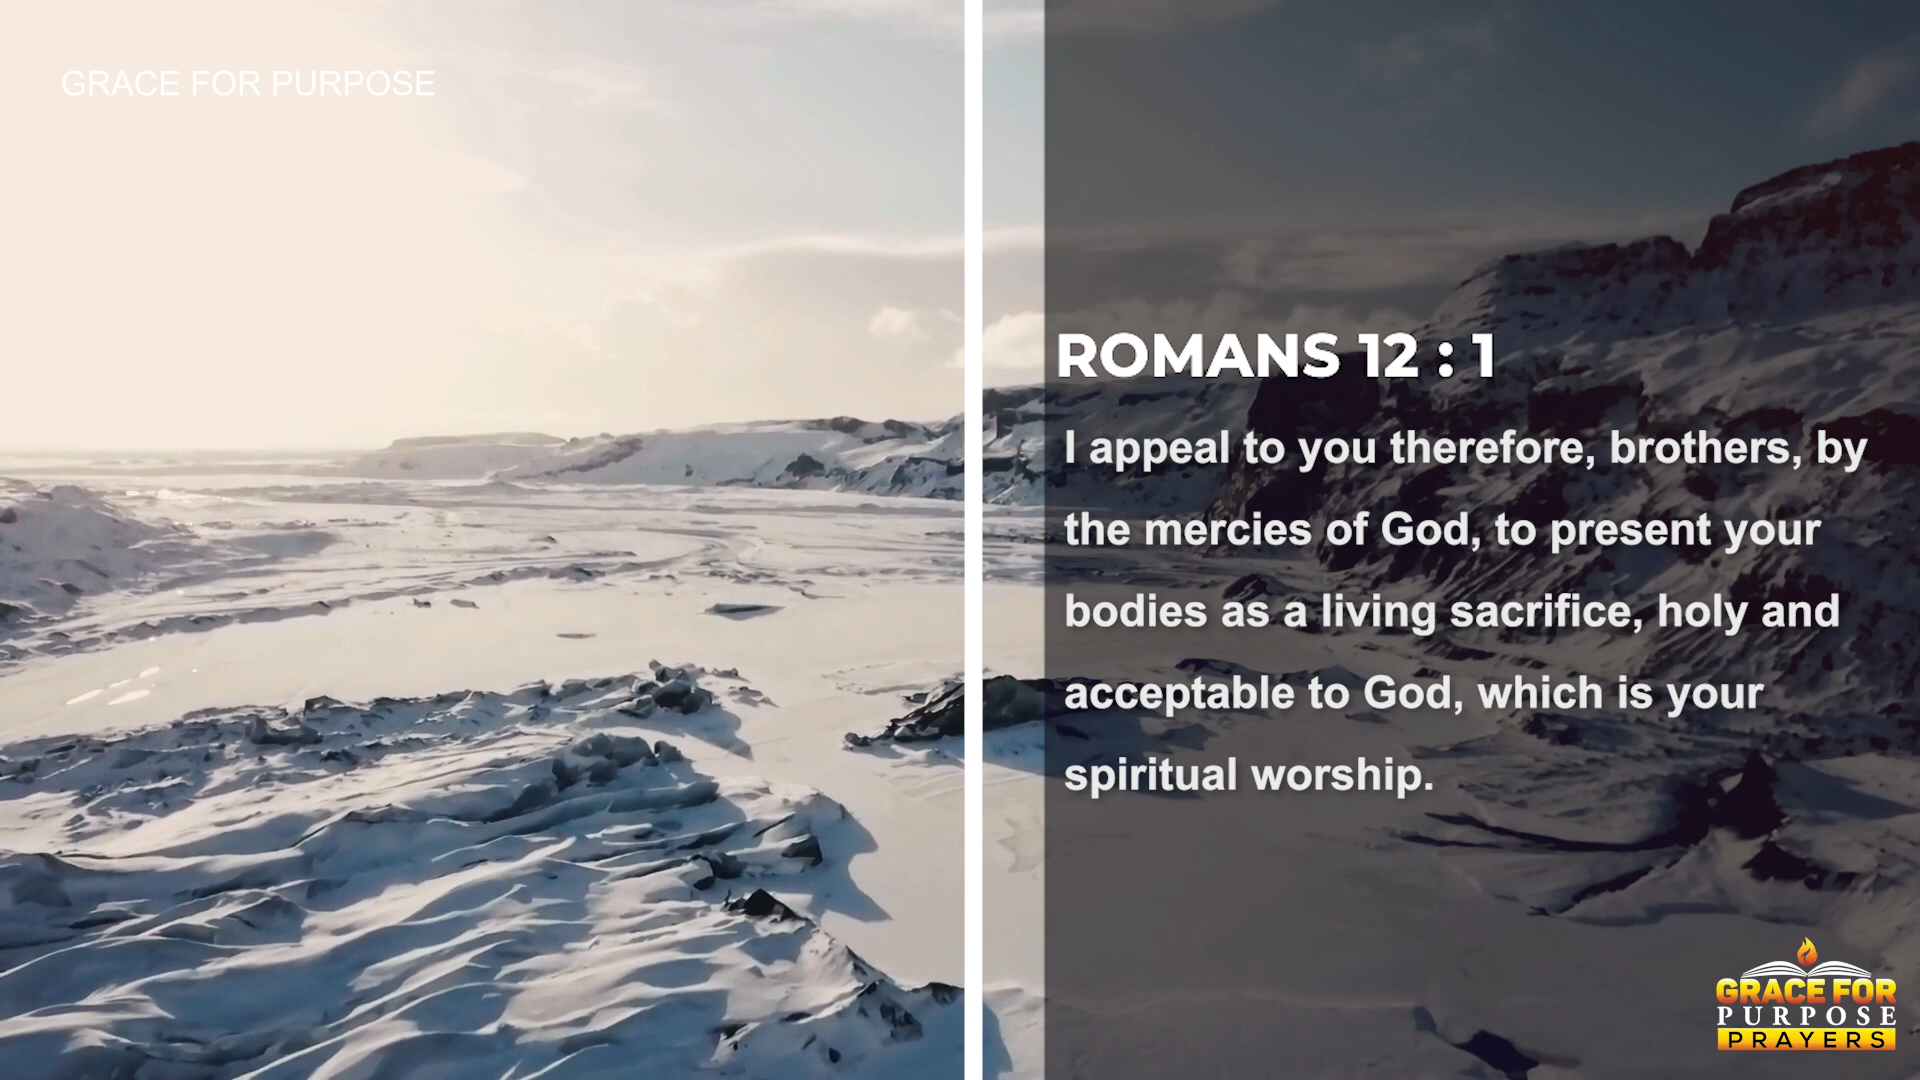 GRACE FOR PURPOSE
ROMANS 12 : 1
I appeal to you therefore, brothers, by
the mercies of God, to present your
bodies as a living sacrifice, holy and
acceptable to God, which is your
spiritual worship.
GRACE FOR
PURPOSE
PRAYERS